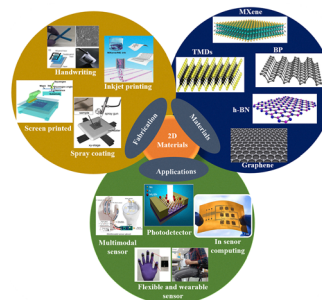 MXene
Handwriting
Inkjet printing
TMDs
BP
h-BN
Screen printed
Spray coating
Fabrication
Materials
2D
Materials
Graphene
Applications
Photodetector
Multimodal
sensor
In senor
computing
Flexible and wearable
sensor